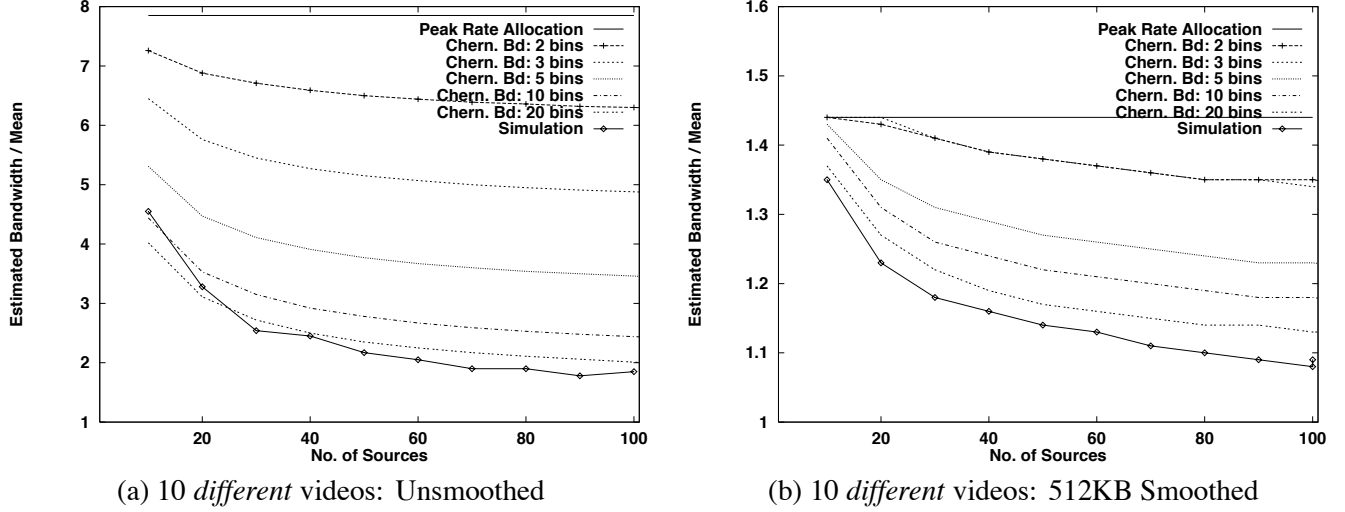 8
7
6
5
4
3
2
1
Estimated Bandwidth / Mean
Peak Rate Allocation
Chern. Bd: 2 bins
Chern. Bd: 3 bins
Chern. Bd: 5 bins
Chern. Bd: 10 bins
Chern. Bd: 20 bins
Simulation
20 40 60 80 100
No. of Sources
(a) 10 different videos: Unsmoothed
1.6
1.5
1.4
1.3
1.2
1.1
1
Estimated Bandwidth / Mean
Peak Rate Allocation
Chern. Bd: 2 bins
Chern. Bd: 3 bins
Chern. Bd: 5 bins
Chern. Bd: 10 bins
Chern. Bd: 20 bins
Simulation
20 40 60 80 100
No. of Sources
(b) 10 different videos: 512KB Smoothed